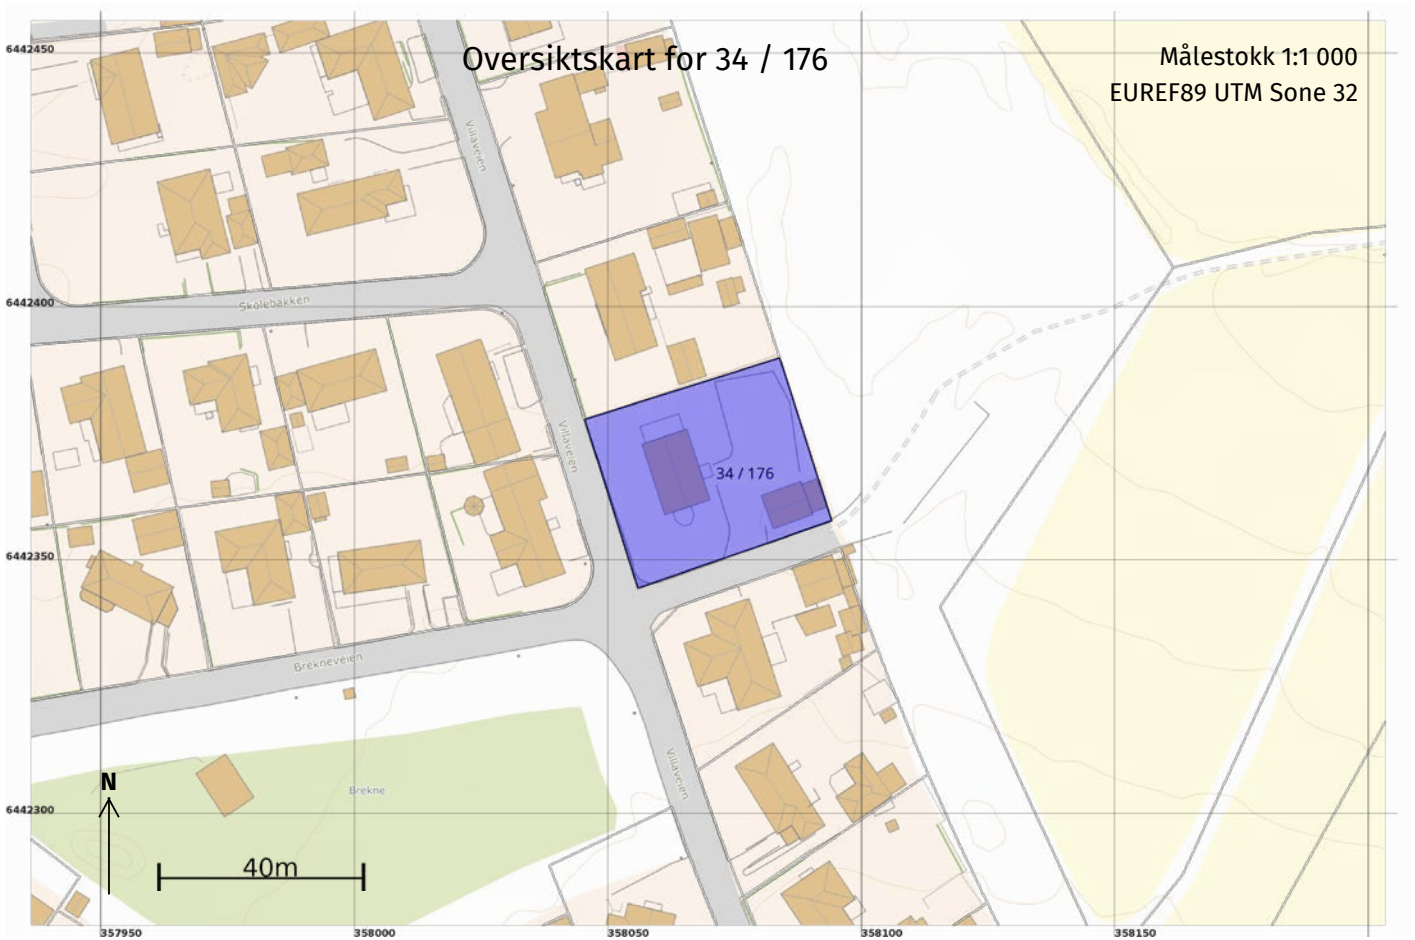 Oversiktskart for 34 / 176
Målestokk 1:1 000
EUREF89 UTM Sone 32
6442450
Villaveien
6442400
Skolebakken
Villaveien
34 / 176
6442350
Brekneveien
Villaveien
N
Brekne
6442300
40m
357950
358000
358050
358100
358150